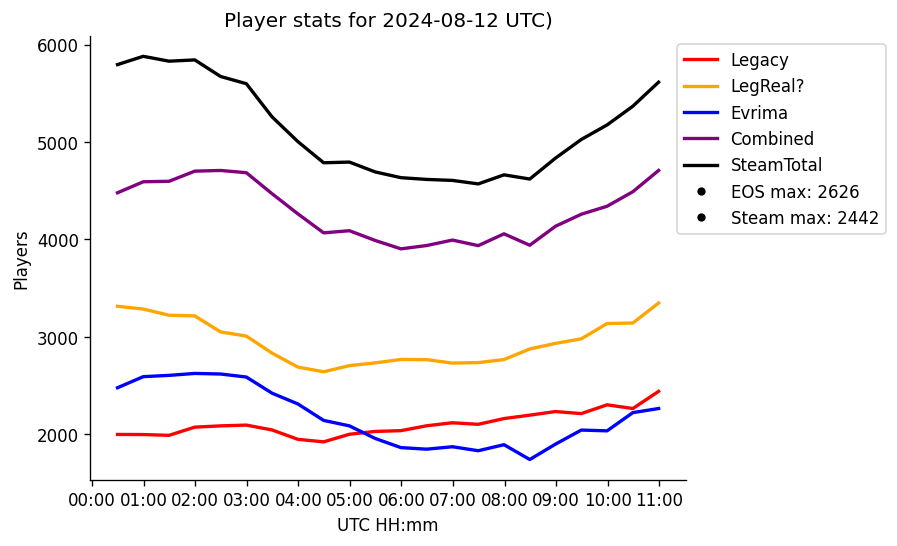 Player stats for 2024-08-12 UTC)
6000
5000
4000
3000
2000
Players
00:00 01:00 02:00 03:00 04:00 05:00 06:00 07:00 08:00 09:00 10:00 11:00
UTC HH:mm
Legacy
LegReal?
Evrima
Combined
SteamTotal
EOS max: 2626
Steam max: 2442